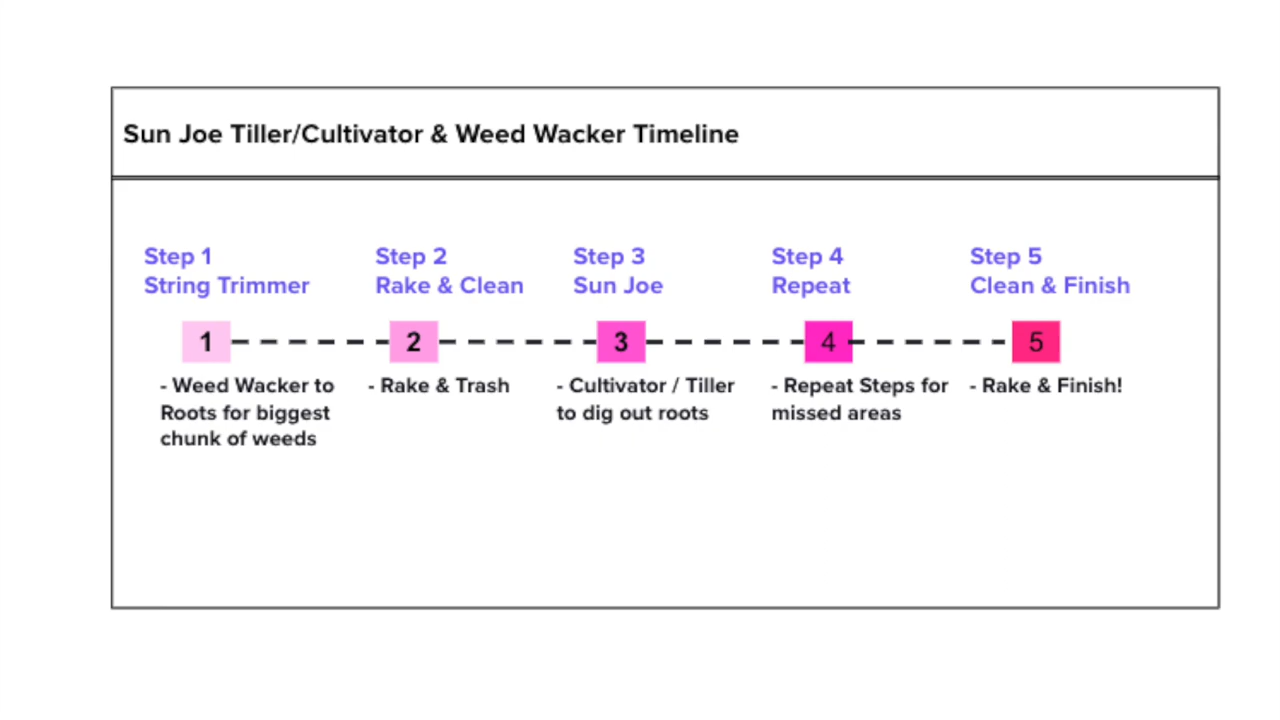 Sun Joe Tiller/Cultivator & Weed Wacker Timeline
Step 1
String Trimmer
1
- Weed Wacker to
Roots for biggest
chunk of weeds
Step 2
Rake & Clean
2
- Rake & Trash
Step 3
Sun Joe
3
- Cultivator / Tiller
to dig out roots
Step 4
Repeat
4
- Repeat Steps for
missed areas
Step 5
Clean & Finish
5
- Rake & Finish!